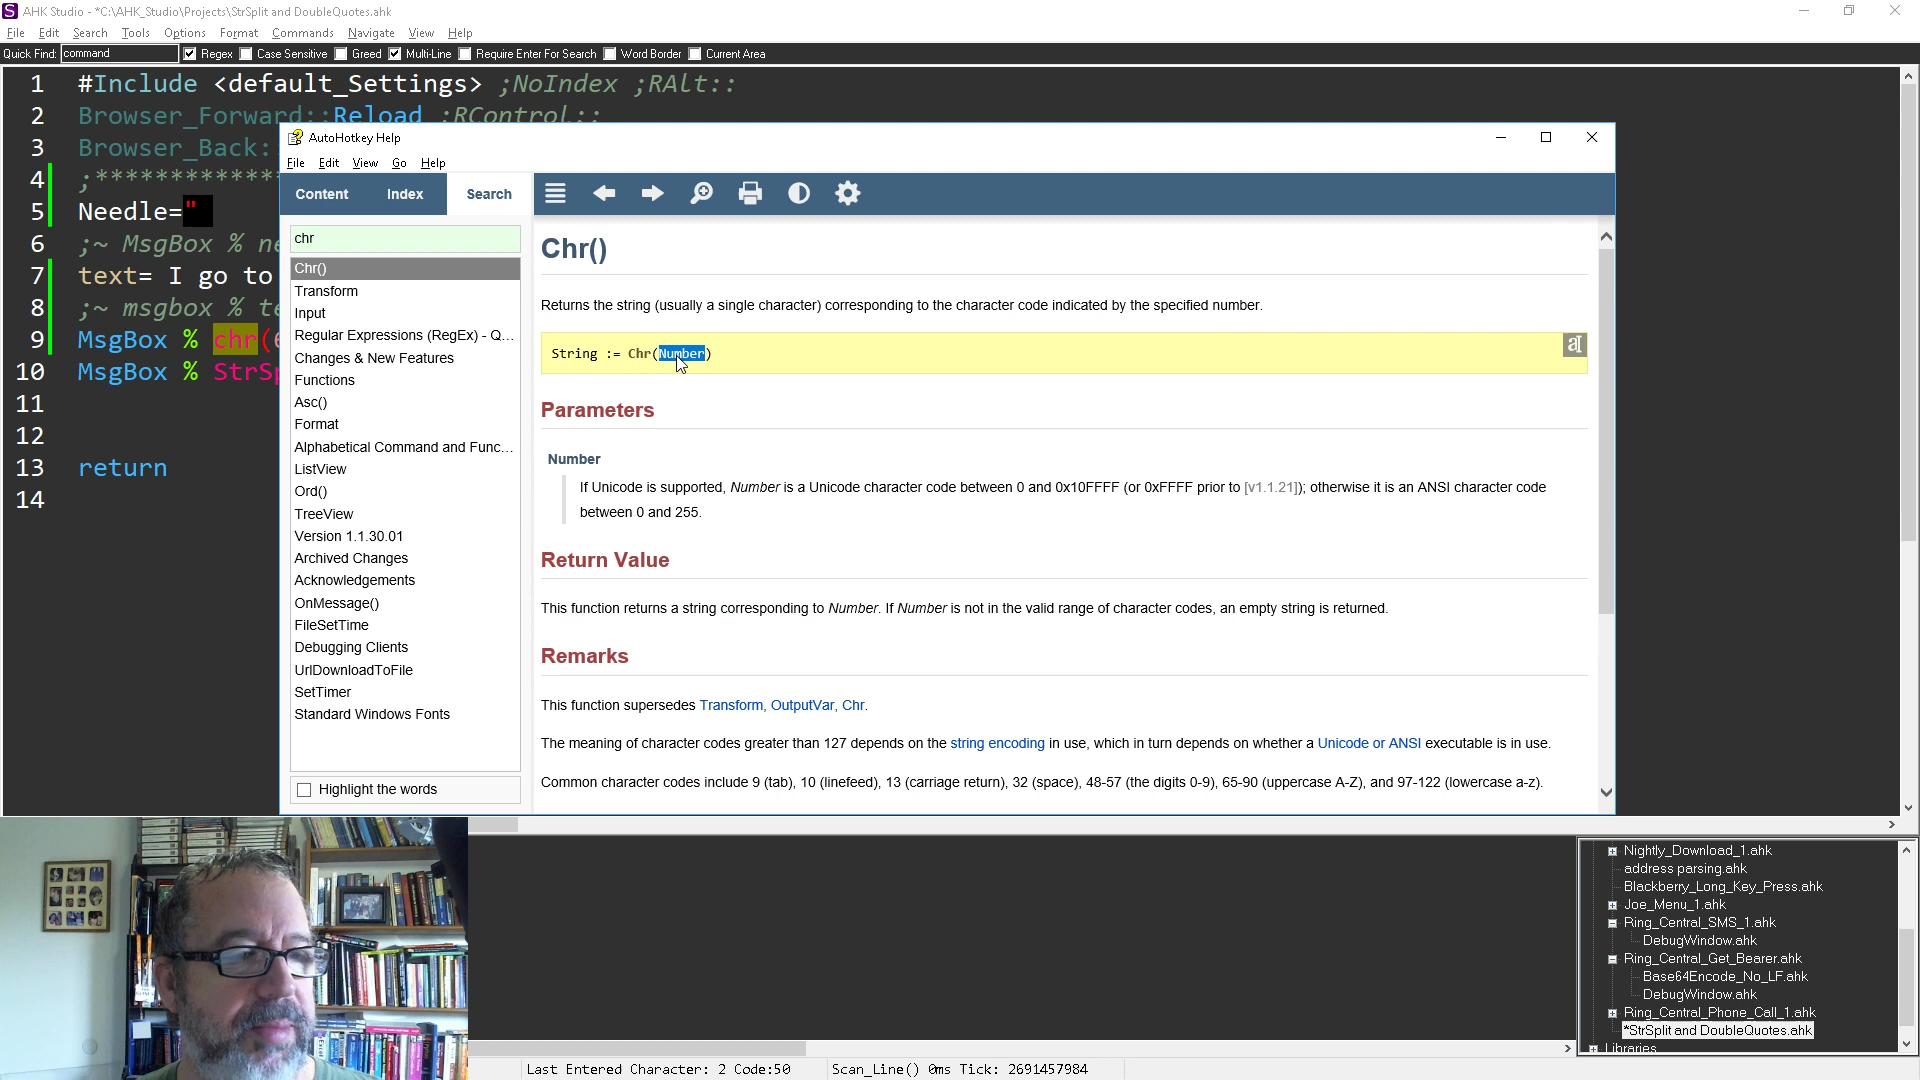 AHK Studio - *C:\AHK_Studio\Projects\StrSplit and DoubleQuotes.ahk
File Edit Search Tools Options Format Commands Navigate View Help
Quick Find: command Regex Case Sensitive Greed Multi-Line Require Enter For Search Word Border Current Area
1 #Include <default_Settings> ;NoIndex ;RAlt::
2 Browser_Forward::Reload ;RControl::
3 Browser_Back:
4 ;*************
5 Needle="
6 ;~ MsgBox % ne
7 text= I go to
8 ;~ msgbox % te
9 MsgBox % chr(
10 MsgBox % StrSp
11
12
13 return
14
AutoHotkey Help
File Edit View Go Help
Content Index Search
chr
Chr()
Transform
Input
Regular Expressions (RegEx) - Q...
Changes & New Features
Functions
Asc()
Format
Alphabetical Command and Func...
ListView
Ord()
TreeView
Version 1.1.30.01
Archived Changes
Acknowledgements
OnMessage()
FileSetTime
Debugging Clients
UrlDownloadToFile
SetTimer
Standard Windows Fonts
Highlight the words
Chr()
Returns the string (usually a single character) corresponding to the character code indicated by the specified number.
String := Chr(Number)
Parameters
Number
If Unicode is supported, Number is a Unicode character code between 0 and 0x10FFFF (or 0xFFFF prior to [v1.1.21]); otherwise it is an ANSI character code
between 0 and 255.
Return Value
This function returns a string corresponding to Number. If Number is not in the valid range of character codes, an empty string is returned.
Remarks
This function supersedes Transform, OutputVar, Chr.
The meaning of character codes greater than 127 depends on the string encoding in use, which in turn depends on whether a Unicode or ANSI executable is in use.
Common character codes include 9 (tab), 10 (linefeed), 13 (carriage return), 32 (space), 48-57 (the digits 0-9), 65-90 (uppercase A-Z), and 97-122 (lowercase a-z).
Nightly_Download_1.ahk
address parsing.ahk
Blackberry_Long_Key_Press.ahk
Joe_Menu_1.ahk
Ring_Central_SMS_1.ahk
DebugWindow.ahk
Ring_Central_Get_Bearer.ahk
Base64Encode_No_LF.ahk
DebugWindow.ahk
Ring_Central_Phone_Call_1.ahk
*StrSplit and DoubleQuotes.ahk
Libraries
Last Entered Character: 2 Code:50 Scan_Line() 0ms Tick: 2691457984